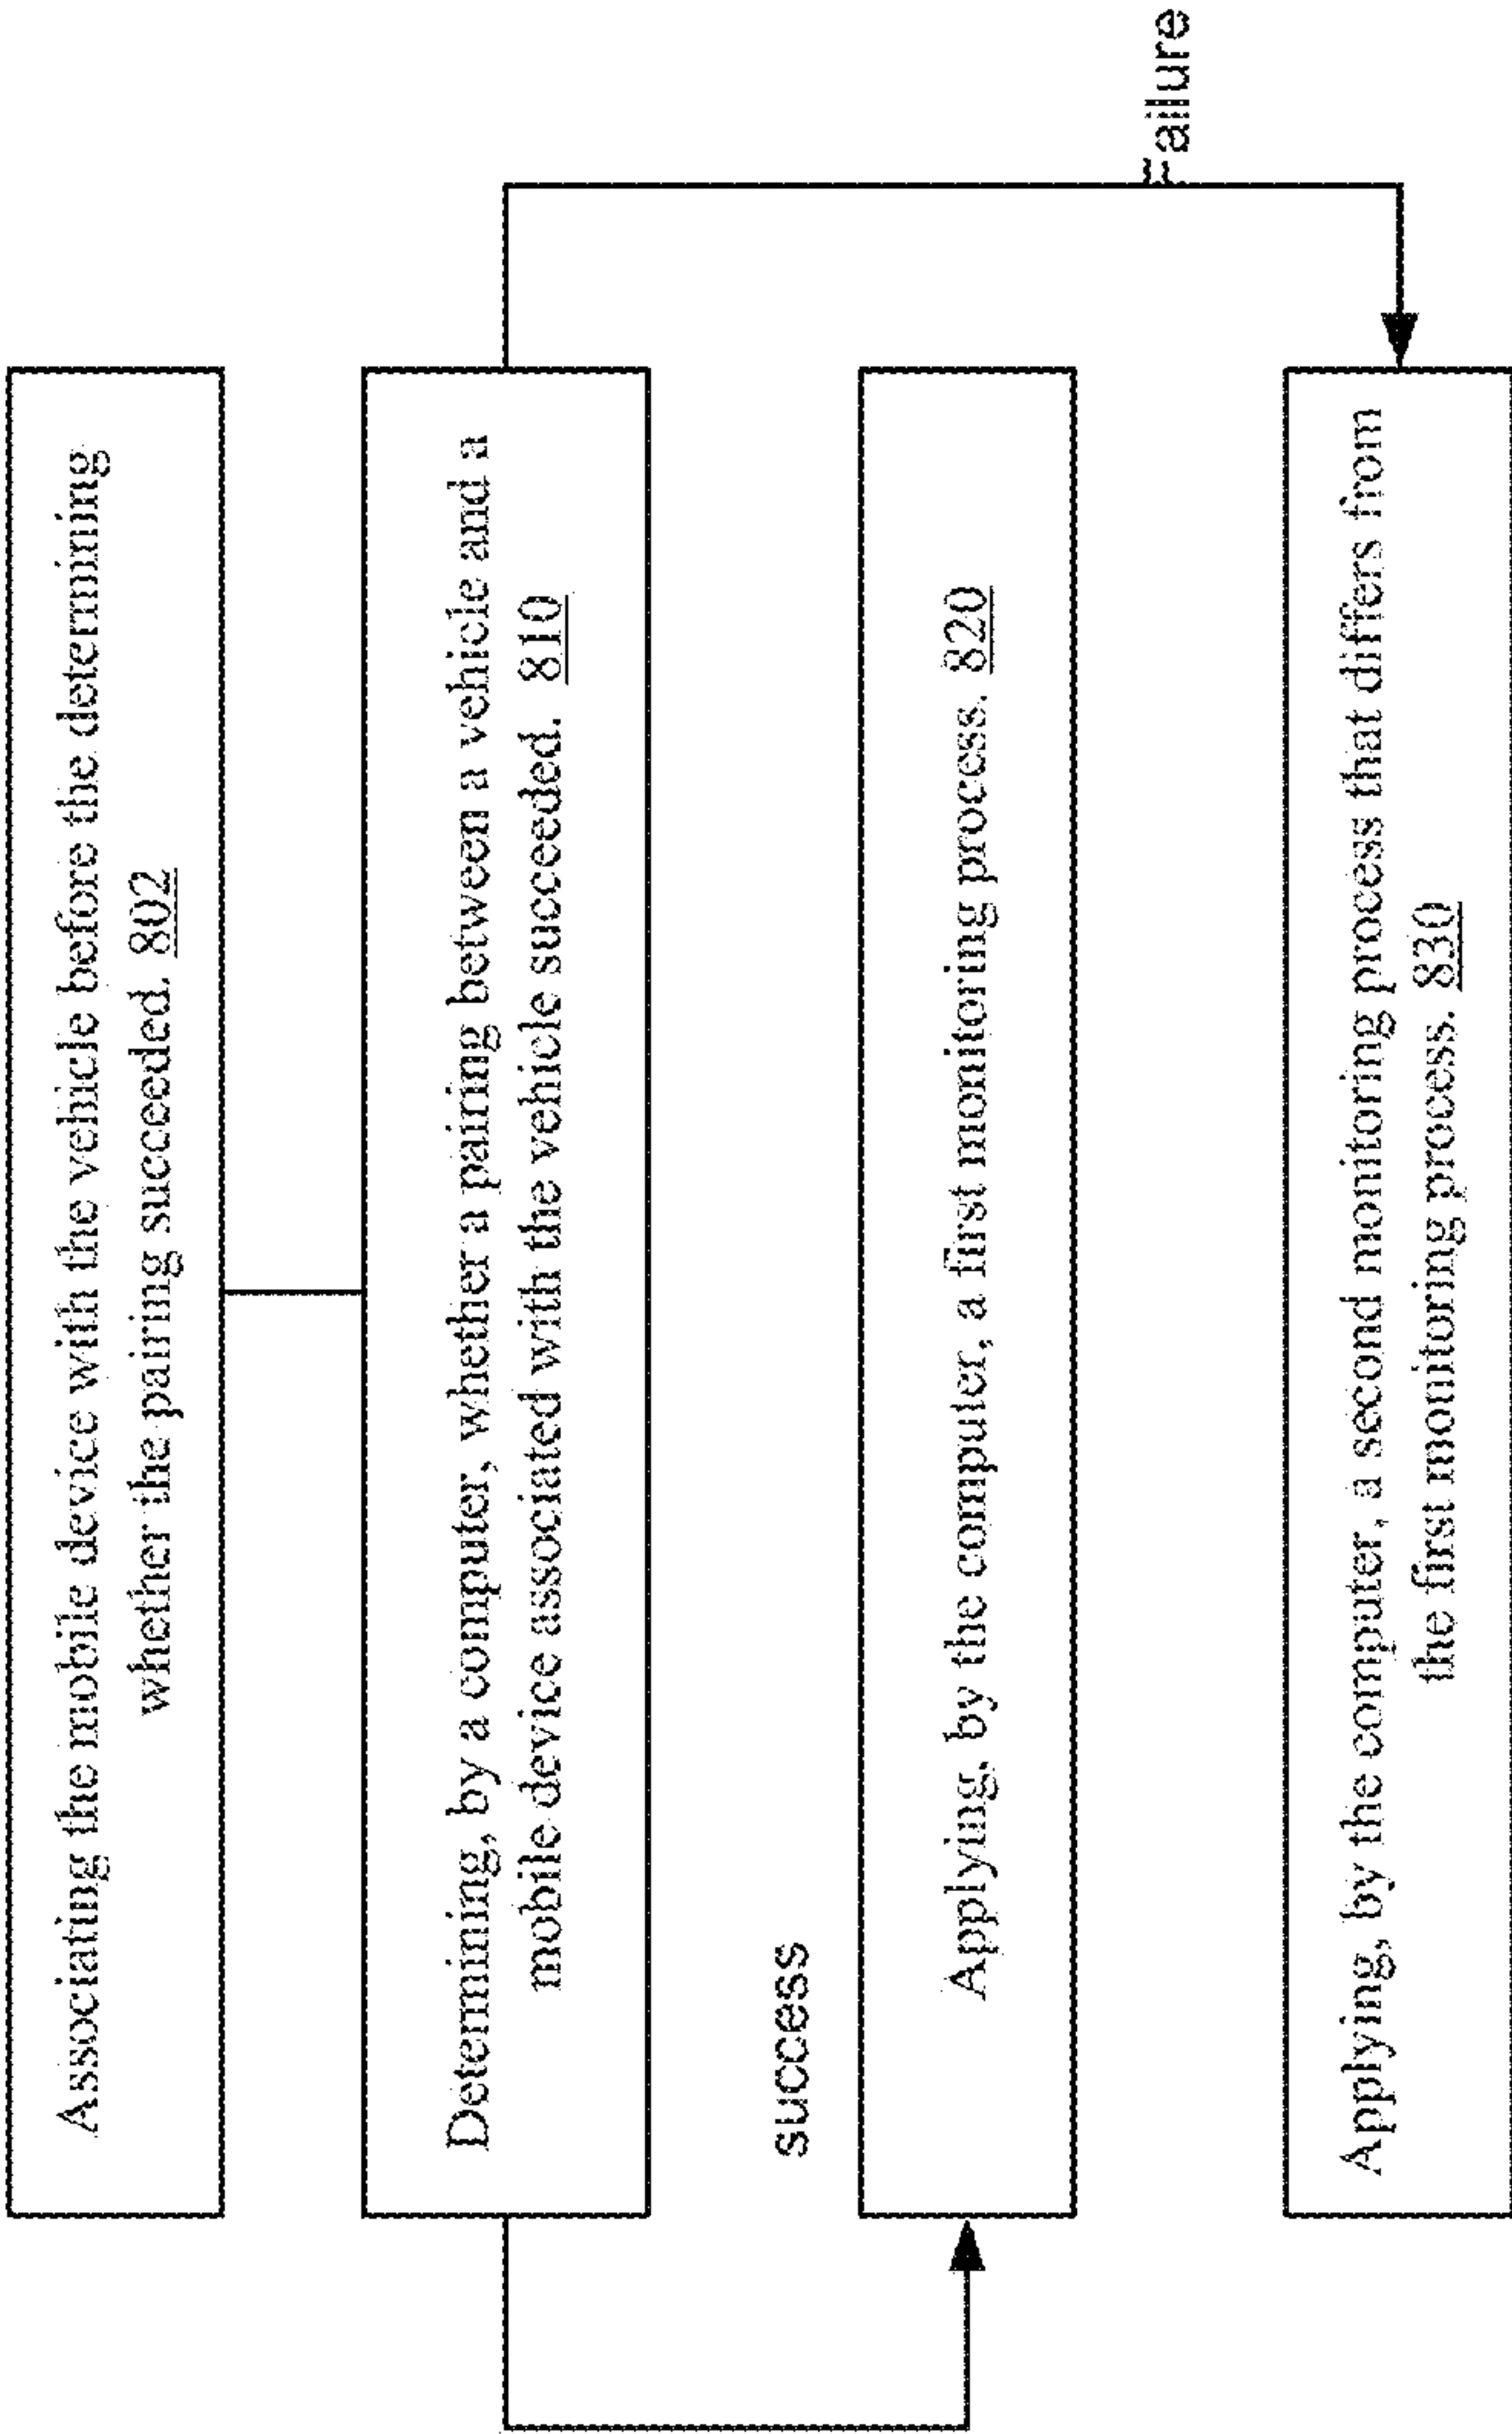 Associating the mobile device with the vehicle before the determining
whether the pairing succeeded. 802
Determining, by a computer, whether a pairing between a vehicle and a
mobile device associated with the vehicle succeeded. 810
success
Applying, by the computer, a first monitoring process. 820
Failure
Applying, by the computer, a second monitoring process that differs from
the first monitoring process. 830